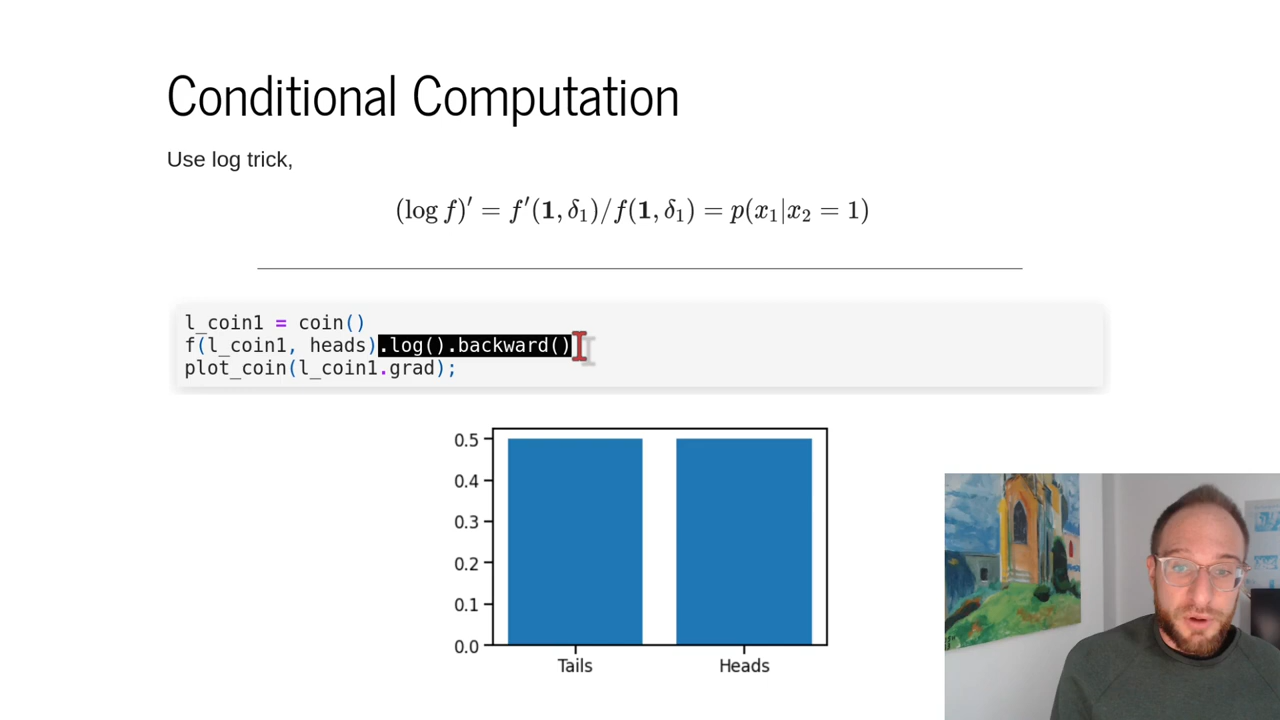 Conditional Computation
Use log trick,
(log f)′ = f′(𝟏, δ₁)/f(𝟏, δ₁) = p(x₁|x₂ = 1)
l_coin1 = coin()
f(l_coin1, heads).log().backward()
plot_coin(l_coin1.grad);
0.5
0.4
0.3
0.2
0.1
0.0
Tails Heads